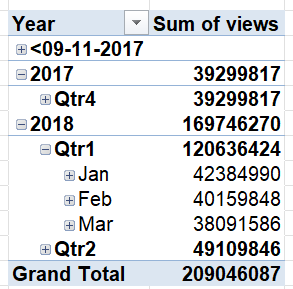 Year Sum of views
<09-11-2017
2017 39299817
Qtr4 39299817
2018 169746270
Qtr1 120636424
Jan 42384990
Feb 40159848
Mar 38091586
Qtr2 49109846
Grand Total 209046087